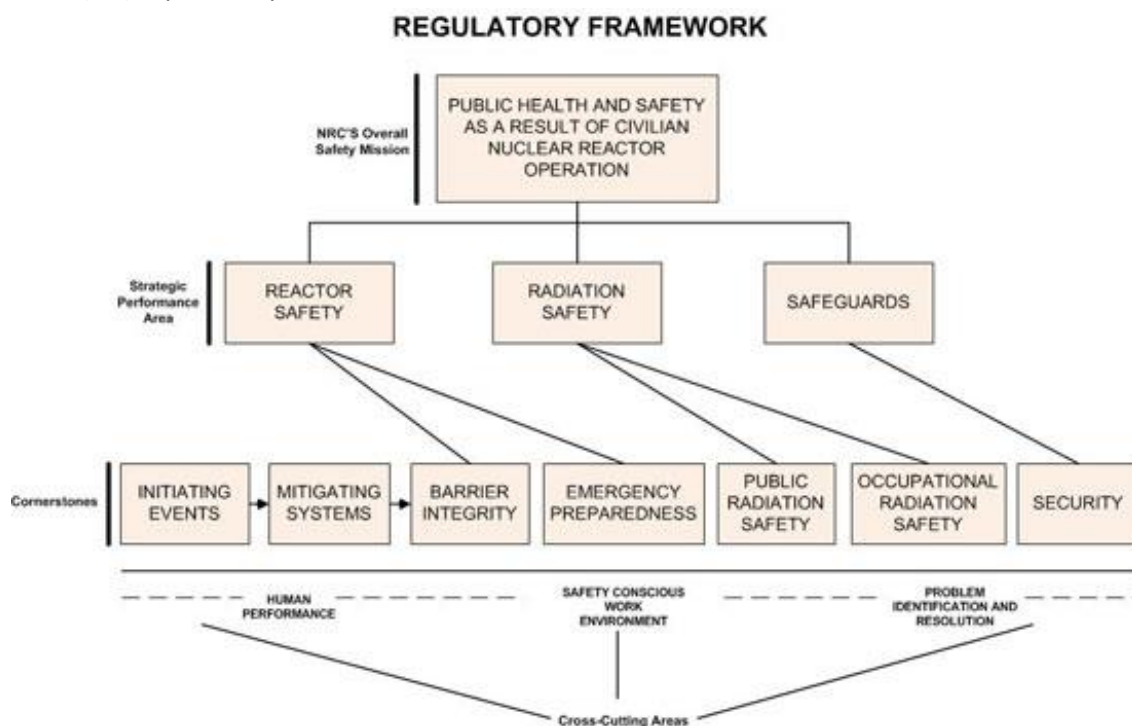 REGULATORY FRAMEWORK
NRC'S Overall
Safety Mission
PUBLIC HEALTH AND SAFETY
AS A RESULT OF CIVILIAN
NUCLEAR REACTOR
OPERATION
Strategic
Performance
Area
REACTOR
SAFETY
RADIATION
SAFETY
SAFEGUARDS
Cornerstones
INITIATING
EVENTS
MITIGATING
SYSTEMS
BARRIER
INTEGRITY
EMERGENCY
PREPAREDNESS
PUBLIC
RADIATION
SAFETY
OCCUPATIONAL
RADIATION
SAFETY
SECURITY
HUMAN
PERFORMANCE
SAFETY CONSCIOUS
WORK
ENVIRONMENT
PROBLEM
IDENTIFICATION AND
RESOLUTION
Cross-Cutting Areas